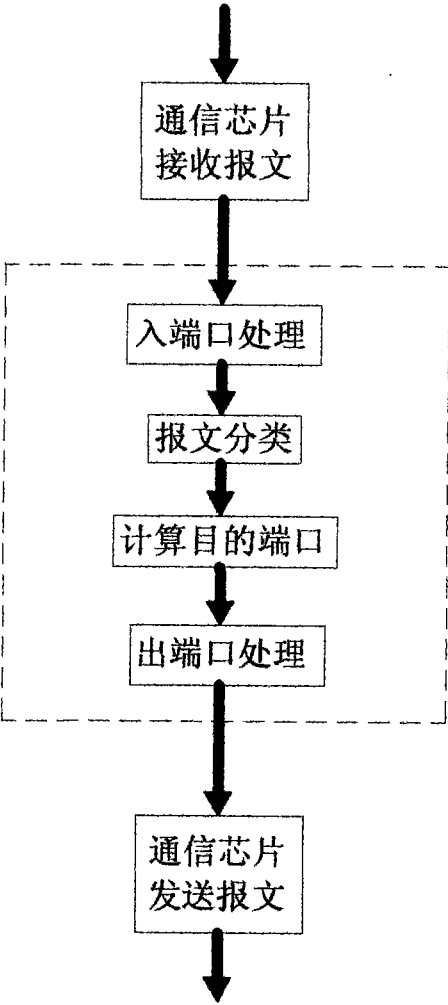 通信芯片
接收报文
入端口处理
报文分类
计算目的端口
出端口处理
通信芯片
发送报文